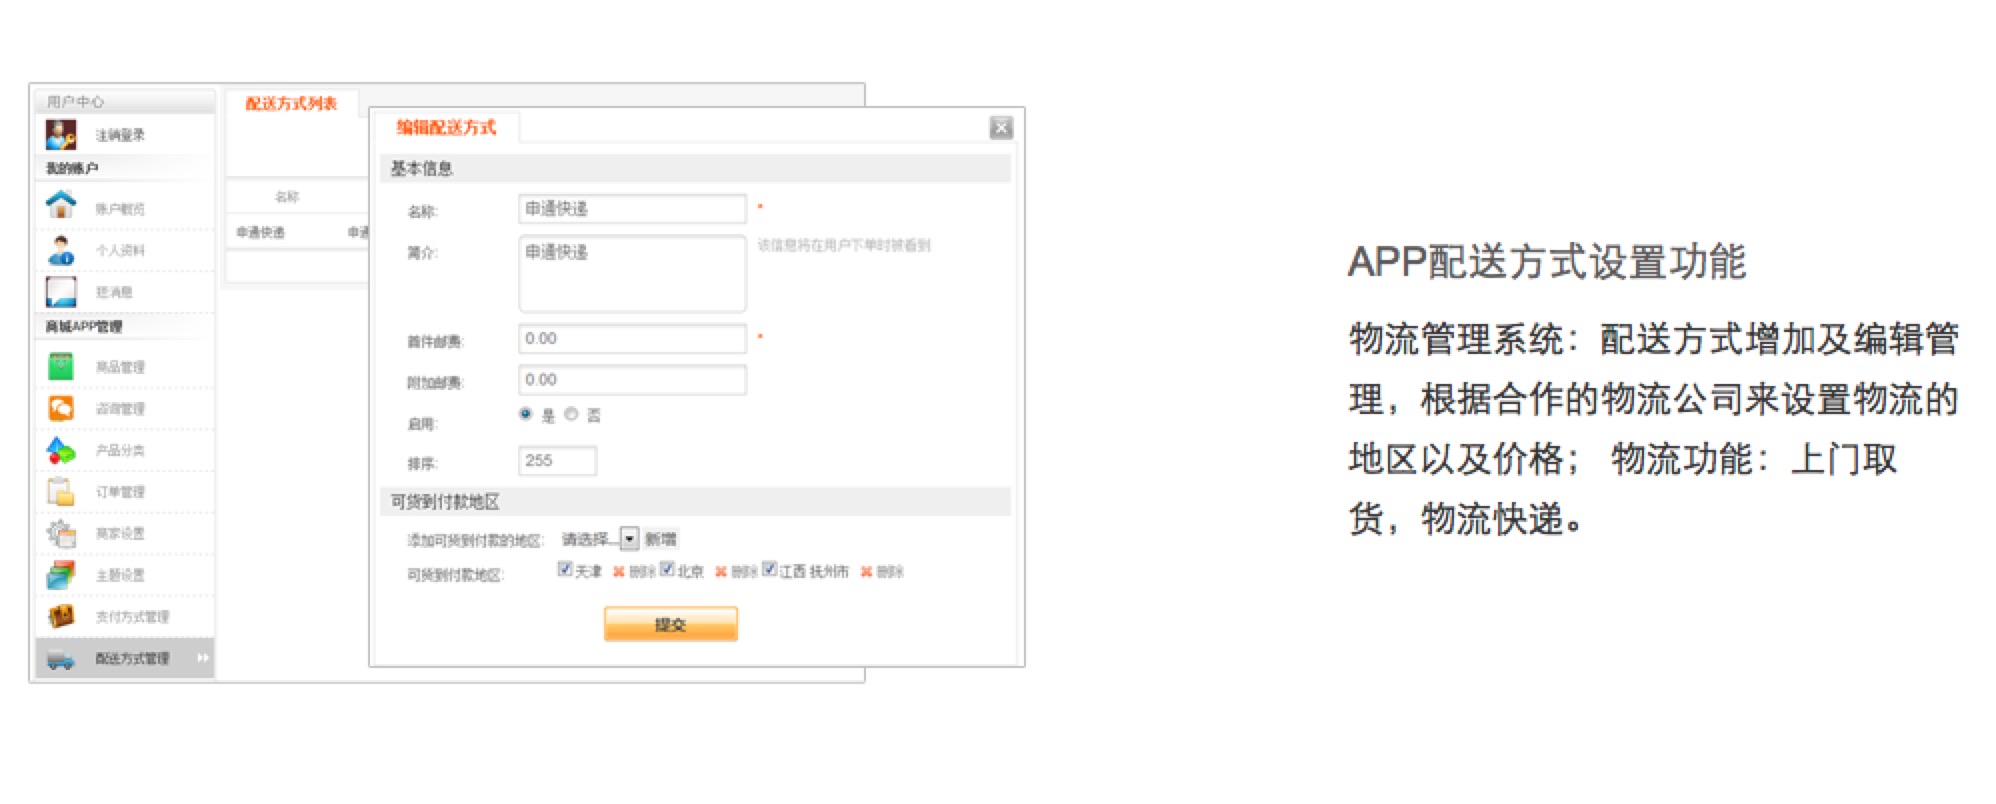 用户中心
注销登录
我的账户
账户概览
个人资料
短消息
商城APP管理
商品管理
咨询管理
产品分类
订单管理
商家设置
主题设置
支付方式管理
配送方式管理
配送方式列表
名称
申通快递 申通
编辑配送方式
基本信息
名称: 申通快递 *
简介: 申通快递 该信息将在用户下单时被看到
首件邮费: 0.00 *
附加邮费: 0.00
启用: 是 否
排序: 255
可货到付款地区
添加可货到付款的地区: 请选择... 新增
可货到付款地区: 天津 删除 北京 删除 江西 抚州市 删除
提交
APP配送方式设置功能
物流管理系统：配送方式增加及编辑管
理，根据合作的物流公司来设置物流的
地区以及价格； 物流功能：上门取
货，物流快递。